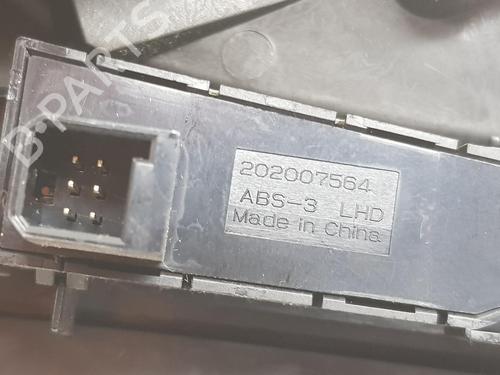 B-PARTS
202007564
ABS-3 LHD
Made in China